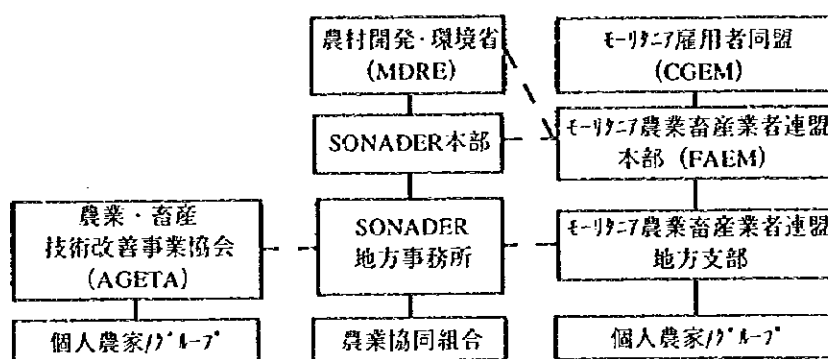 農村開発・環境省
(MDRE)
モーリタニア雇用者同盟
(CGEM)
SONADER本部
モーリタニア農業畜産業者連盟
本部 (FAEM)
農業・畜産
技術改善事業協会
(AGETA)
SONADER
地方事務所
モーリタニア農業畜産業者連盟
地方支部
個人農家/グループ
農業協同組合
個人農家/グループ